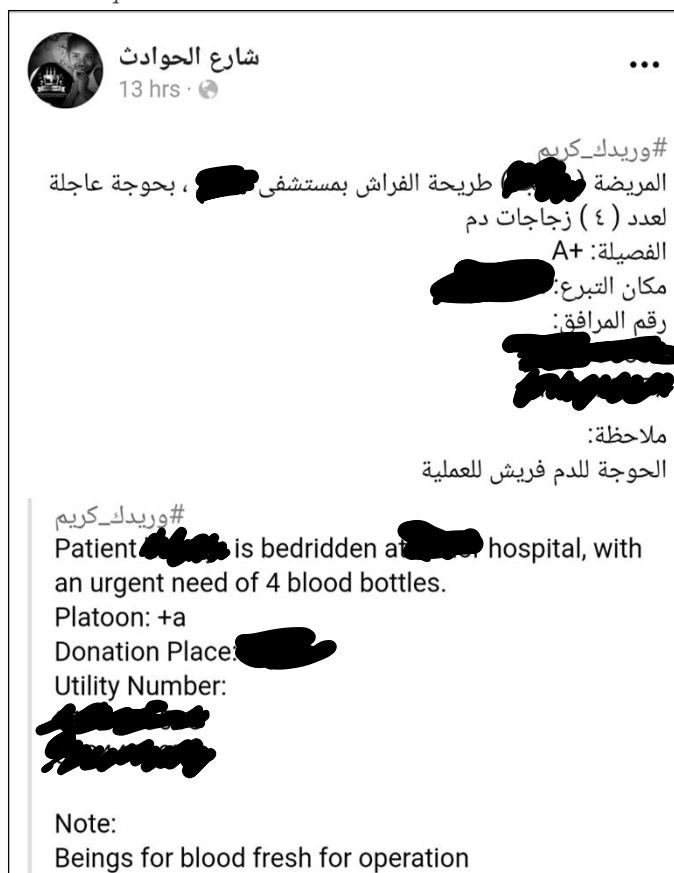 شارع الحوادث
13 hrs
#وريدك_كريم
المريضة ( ) طريحة الفراش بمستشفى ، بحوجة عاجلة
لعدد ( ٤ ) زجاجات دم
الفصيلة: +A
مكان التبرع:
رقم المرافق:
ملاحظة:
الحوجة للدم فريش للعملية
#وريدك_كريم
Patient is bedridden at hospital, with
an urgent need of 4 blood bottles.
Platoon: +a
Donation Place:
Utility Number:
Note:
Beings for blood fresh for operation